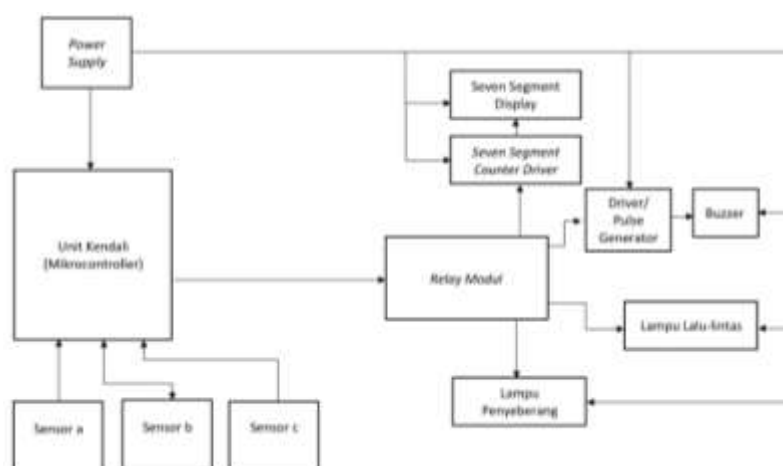 Power
Supply
Seven Segment
Display
Seven Segment
Counter Driver
Driver/
Pulse
Generator
Buzzer
Unit Kendali
(Mikrocontroller)
Relay Modul
Lampu Lalu-lintas
Lampu
Penyeberang
Sensor a
Sensor b
Sensor c